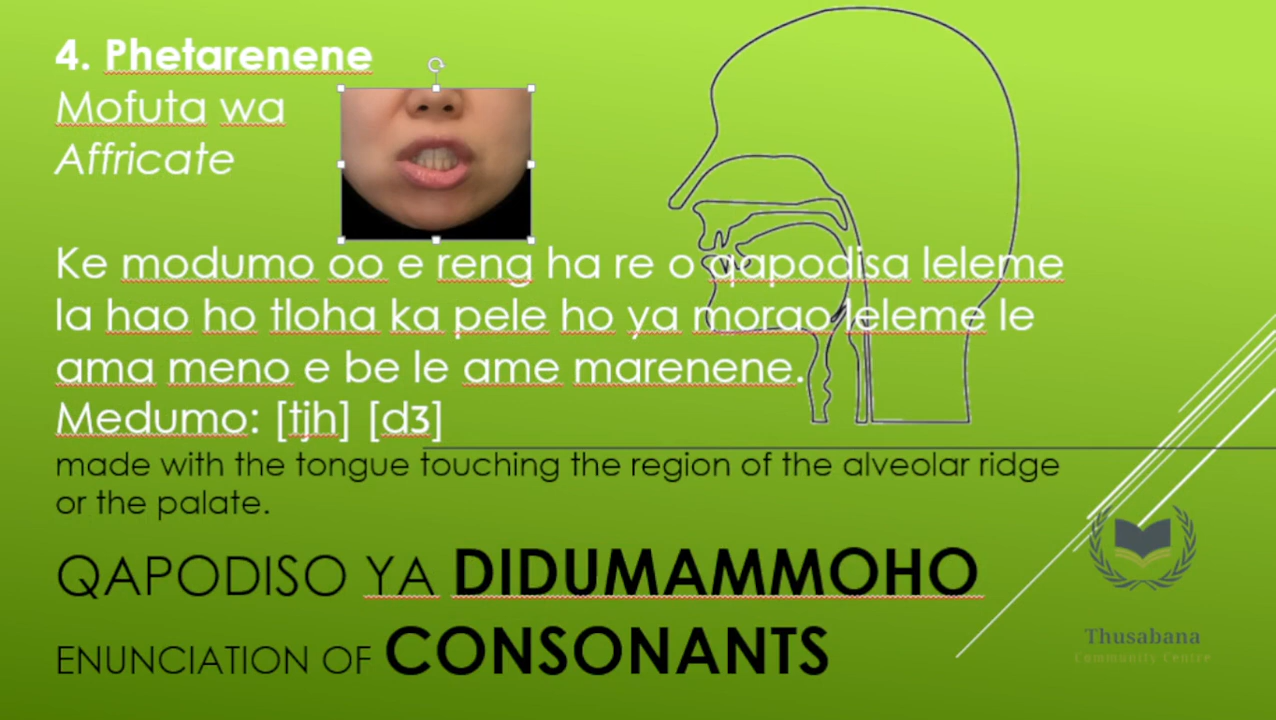 4. Phetarenene
Mofuta wa
Affricate
Ke modumo oo e reng ha re o qapodisa leleme
la hao ho tloha ka pele ho ya morao leleme le
ama meno e be le ame marenene.
Medumo: [tjh] [dʒ]
made with the tongue touching the region of the alveolar ridge
or the palate.
QAPODISO YA DIDUMAMMOHO
ENUNCIATION OF CONSONANTS
Thusabana
Community Centre